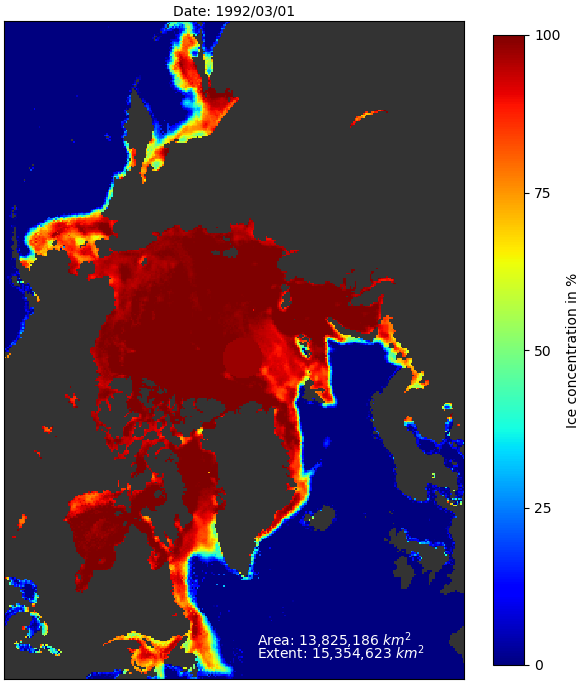 Date: 1992/03/01
100
75
50
25
0
Ice concentration in %
Area: 13,825,186 km²
Extent: 15,354,623 km²